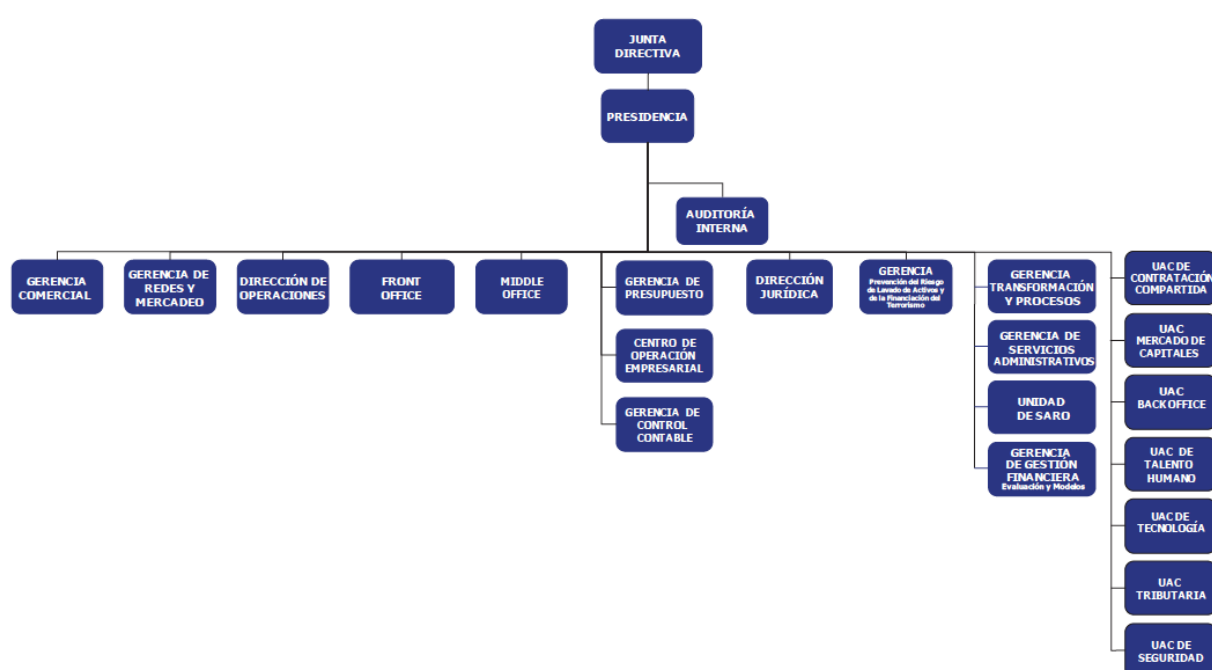 JUNTA
DIRECTIVA
PRESIDENCIA
AUDITORÍA
INTERNA
GERENCIA
COMERCIAL
GERENCIA DE
REDES Y
MERCADEO
DIRECCIÓN DE
OPERACIONES
FRONT
OFFICE
MIDDLE
OFFICE
GERENCIA DE
PRESUPUESTO
CENTRO DE
OPERACIÓN
EMPRESARIAL
GERENCIA DE
CONTROL
CONTABLE
DIRECCIÓN
JURÍDICA
GERENCIA
Prevención del Riesgo
de Lavado de Activos y
de la Financiación del
Terrorismo
GERENCIA
TRANSFORMACIÓN
Y PROCESOS
GERENCIA DE
SERVICIOS
ADMINISTRATIVOS
UNIDAD
DE SARO
GERENCIA
DE GESTIÓN
FINANCIERA
Evaluación y Modelos
UAC DE
CONTRATACIÓN
COMPARTIDA
UAC
MERCADO DE
CAPITALES
UAC
BACK OFFICE
UAC DE
TALENTO
HUMANO
UAC DE
TECNOLOGÍA
UAC
TRIBUTARIA
UAC DE
SEGURIDAD